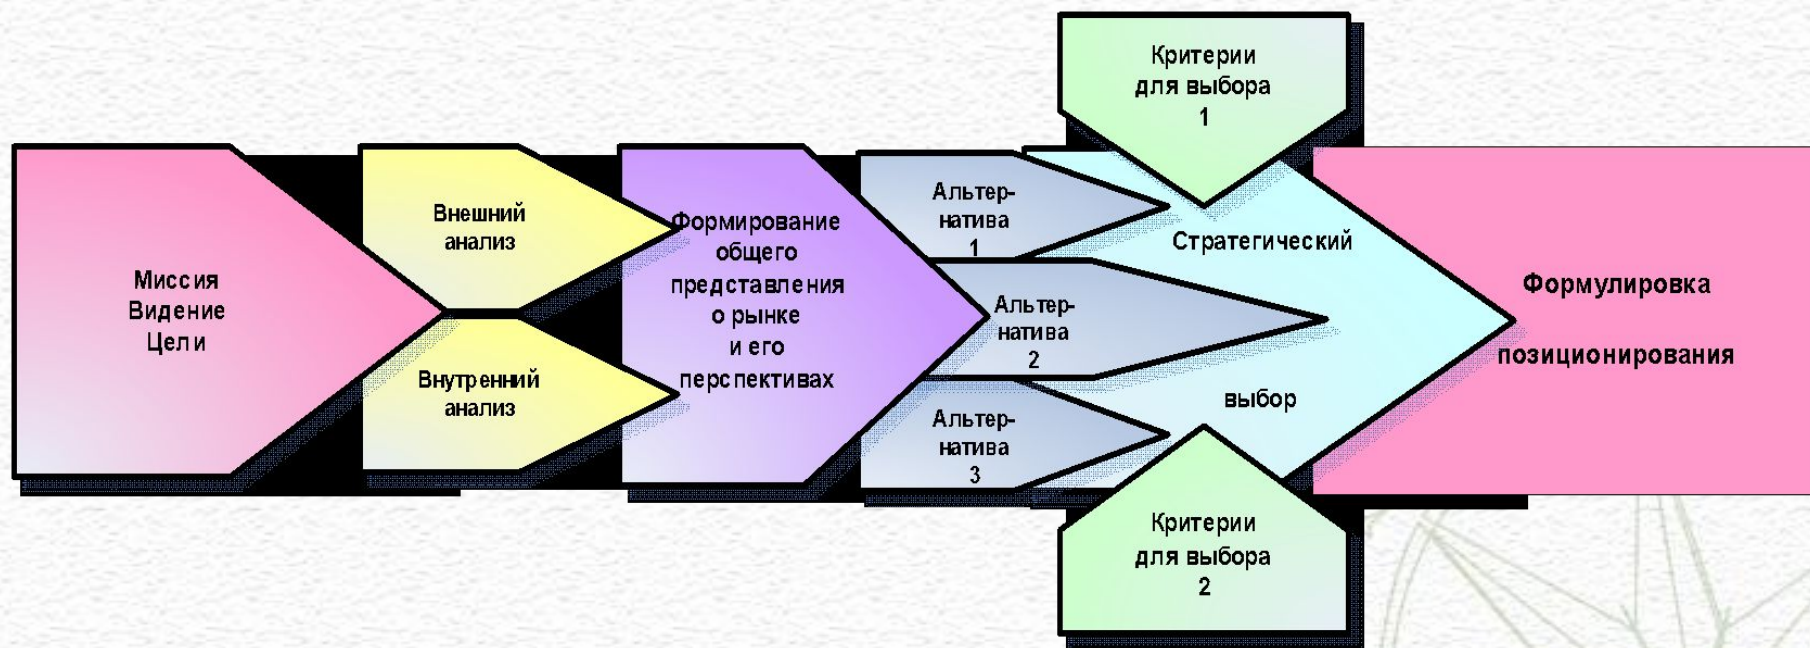 Миссия
Видение
Цели
Внешний
анализ
Внутренний
анализ
Формирование
общего
представления
о рынке
и его
перспективах
Альтер-
натива
1
Альтер-
натива
2
Альтер-
натива
3
Критерии
для выбора
1
Стратегический
выбор
Критерии
для выбора
2
Формулировка
позиционирования